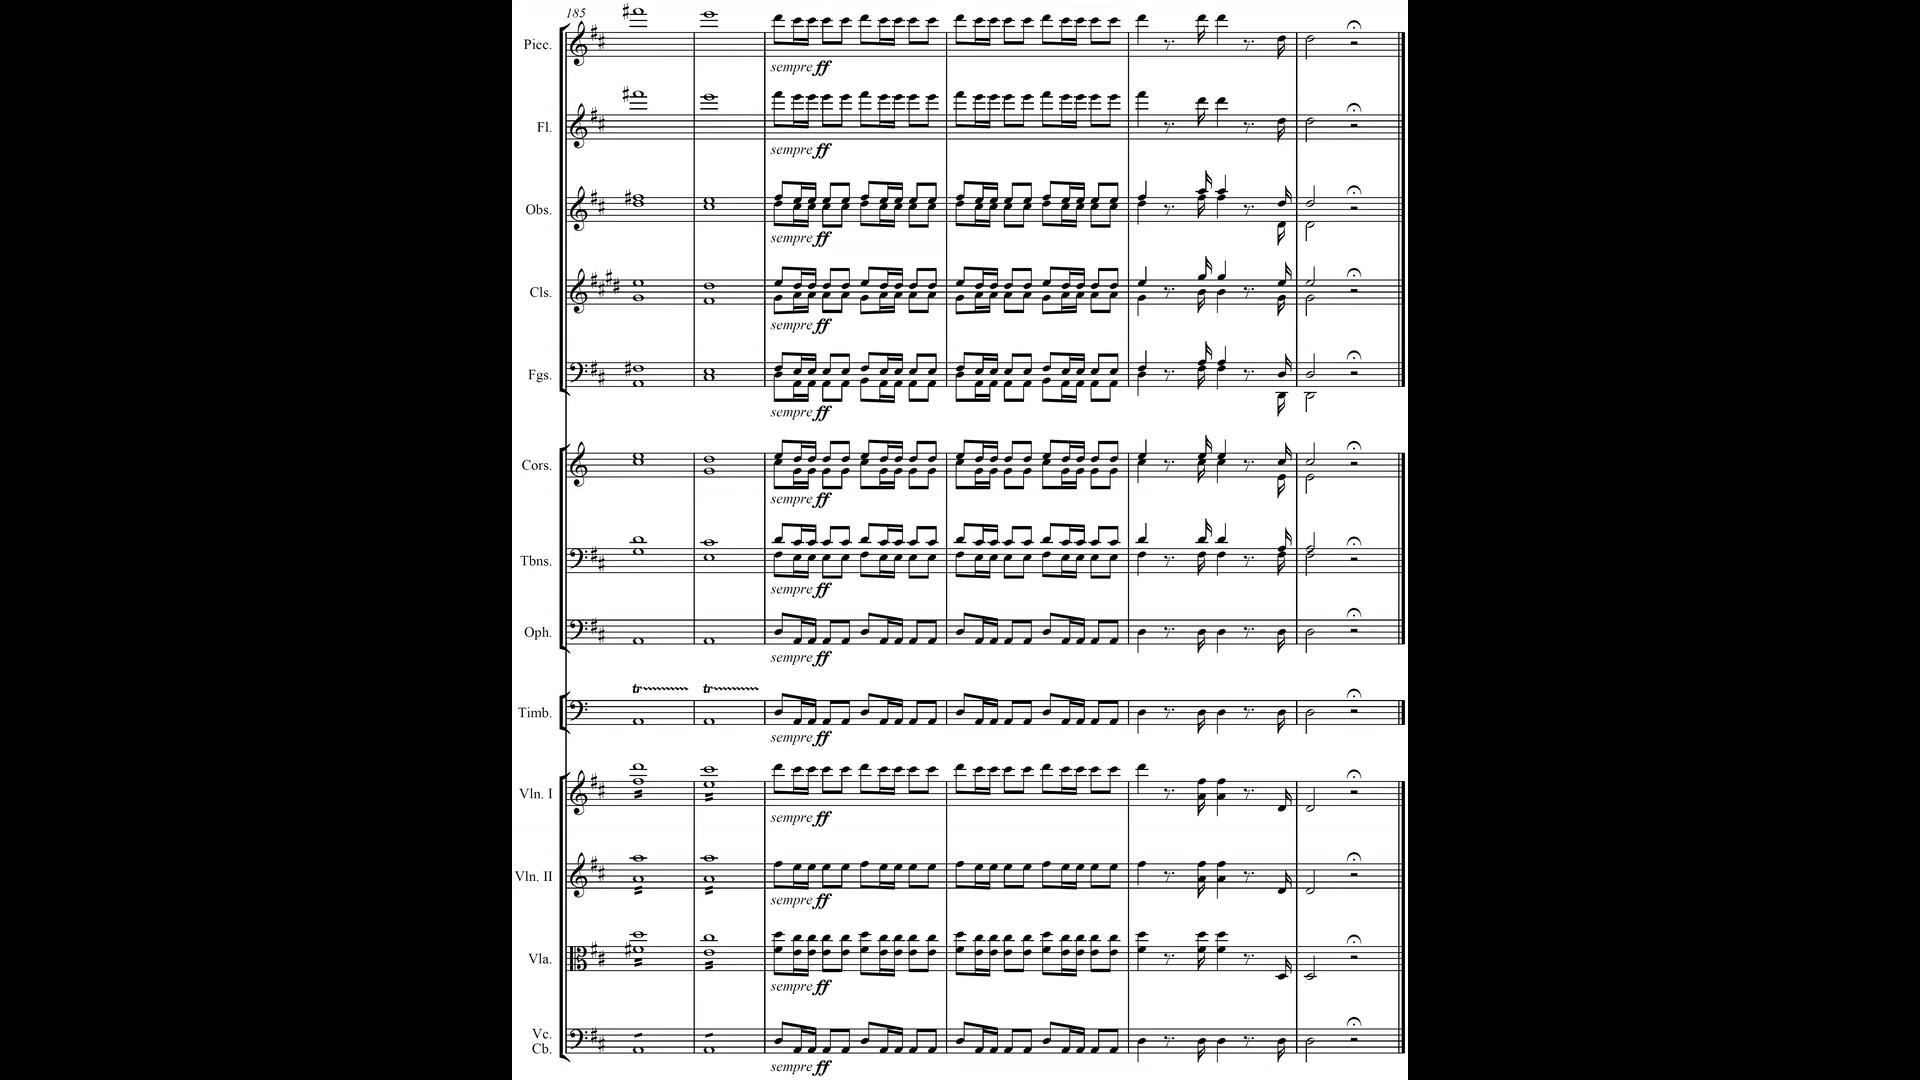 185
Picc.
sempre ff
Fl.
sempre ff
Obs.
sempre ff
Cls.
sempre ff
Fgs.
sempre ff
Cors.
sempre ff
Tbns.
sempre ff
Oph.
sempre ff
tr tr
Timb.
sempre ff
Vln. I
sempre ff
Vln. II
sempre ff
Vla.
sempre ff
Vc.
Cb.
sempre ff